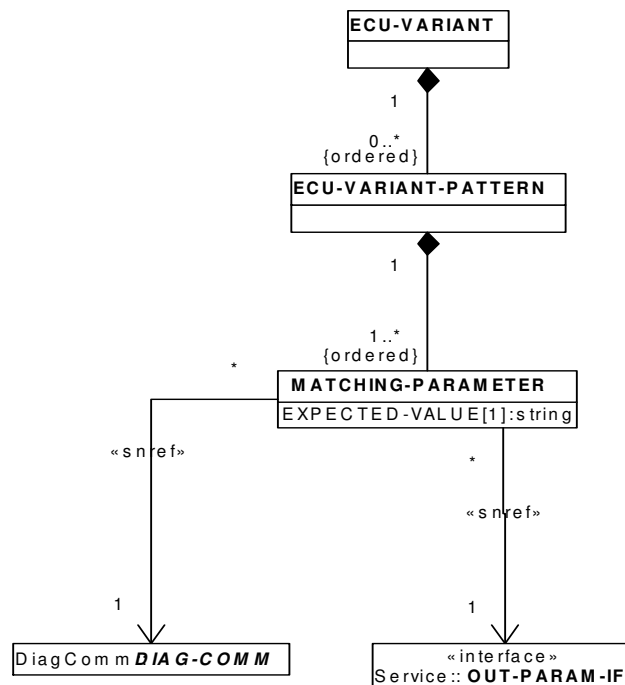 ECU-VARIANT
1
0..*
{ordered}
ECU-VARIANT-PATTERN
1
1..*
{ordered}
*
MATCHING-PARAMETER
EXPECTED-VALUE[1]:string
«snref»
*
«snref»
1
1
DiagComm DIAG-COMM
«interface»
Service:: OUT-PARAM-IF